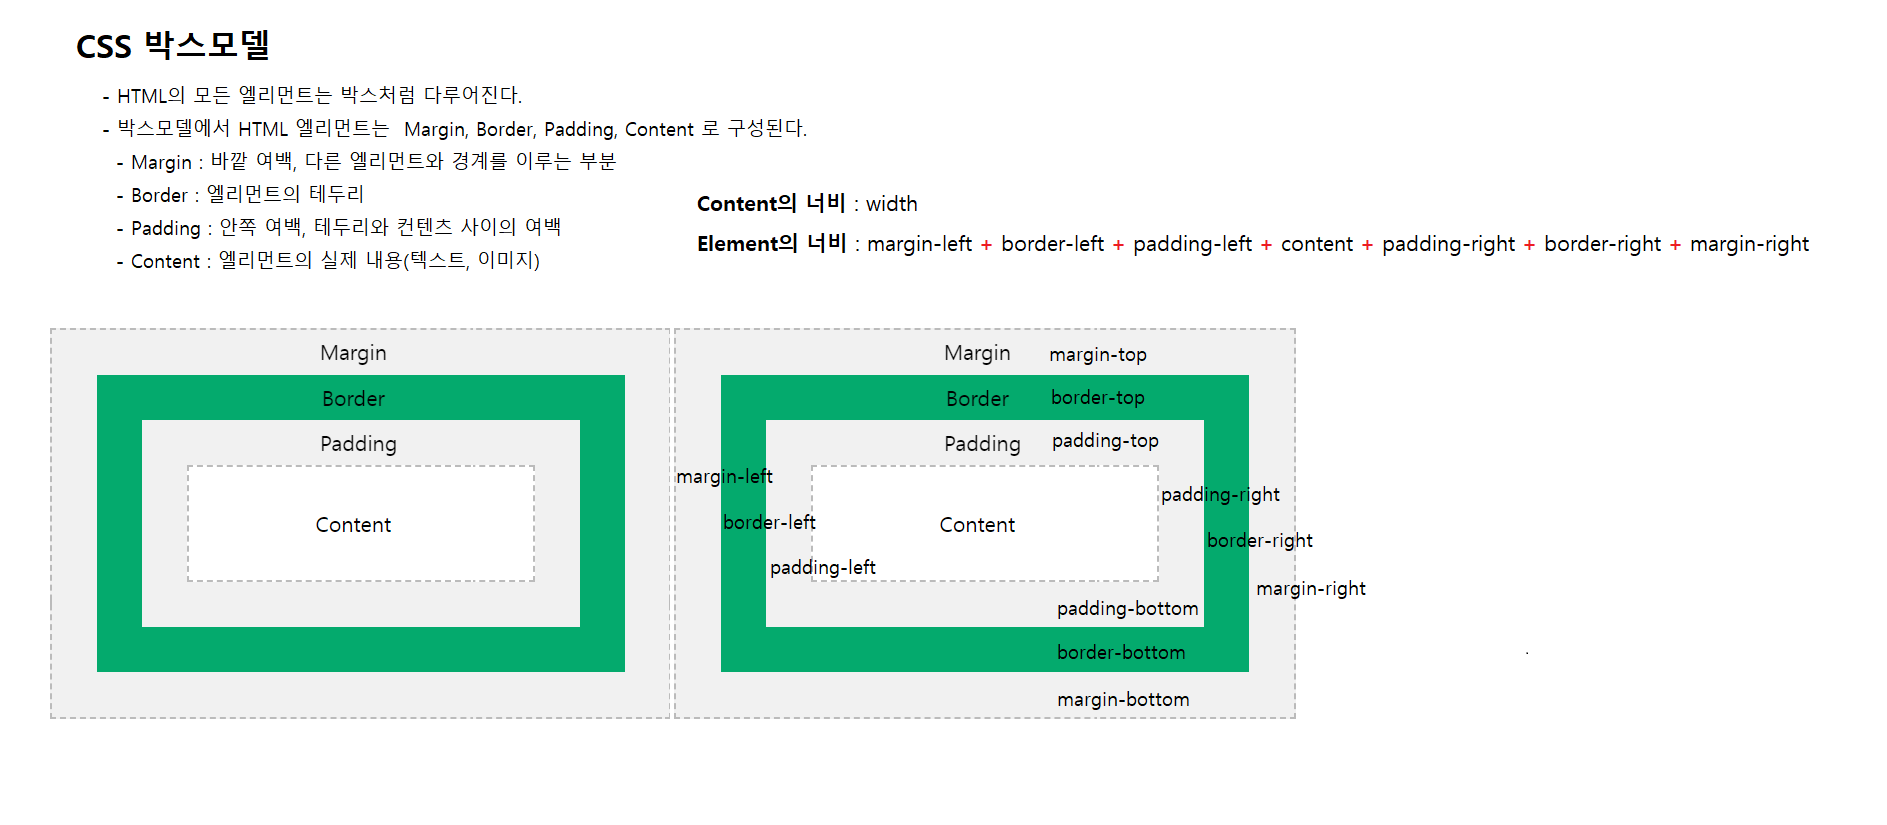 CSS 박스모델
- HTML의 모든 엘리먼트는 박스처럼 다루어진다.
- 박스모델에서 HTML 엘리먼트는 Margin, Border, Padding, Content 로 구성된다.
- Margin : 바깥 여백, 다른 엘리먼트와 경계를 이루는 부분
- Border : 엘리먼트의 테두리
- Padding : 안쪽 여백, 테두리와 컨텐츠 사이의 여백
- Content : 엘리먼트의 실제 내용(텍스트, 이미지)
Content의 너비 : width
Element의 너비 : margin-left + border-left + padding-left + content + padding-right + border-right + margin-right
Margin
Border
Padding
Content
Margin
margin-top
Border
border-top
Padding
padding-top
margin-left
padding-right
border-left
Content
border-right
padding-left
margin-right
padding-bottom
border-bottom
margin-bottom